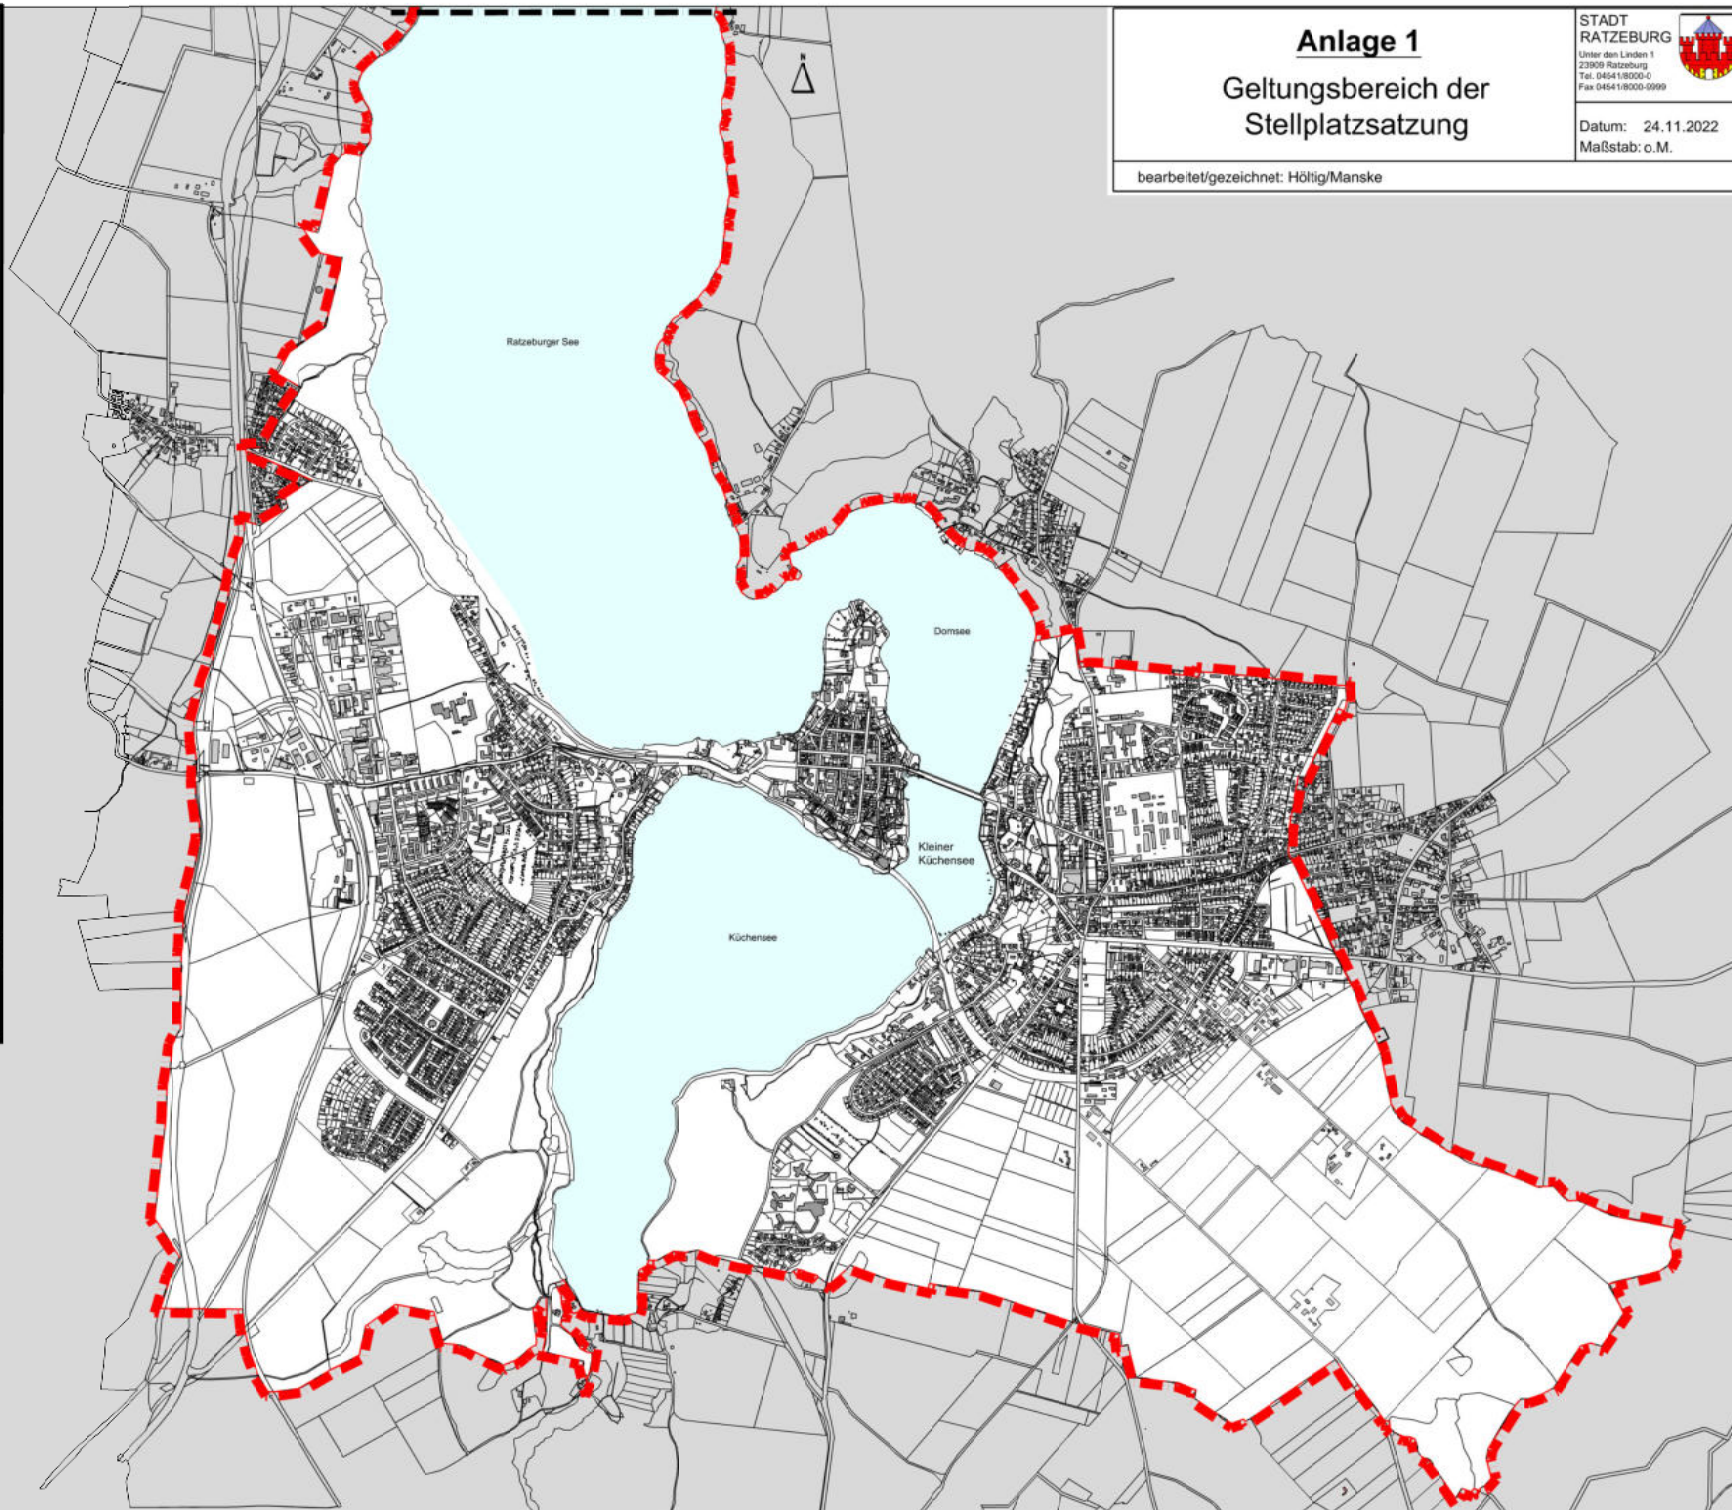 Anlage 1
Geltungsbereich der
Stellplatzsatzung
STADT
RATZEBURG
Unter den Linden 1
23909 Ratzeburg
Tel. 04541/8000-0
Fax 04541/8000-9999
Datum: 24.11.2022
Maßstab: o.M.
bearbeitet/gezeichnet: Höltig/Manske
N
Ratzeburger See
Domsee
Kleiner
Küchensee
Küchensee